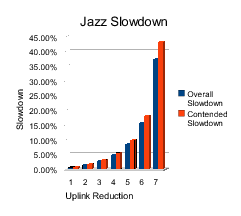 Jazz Slowdown
45.00%
40.00%
35.00%
30.00%
25.00%
20.00%
15.00%
10.00%
5.00%
0.00%
Slowdown
1 2 3 4 5 6 7
Uplink Reduction
Overall
Slowdown
Contended
Slowdown